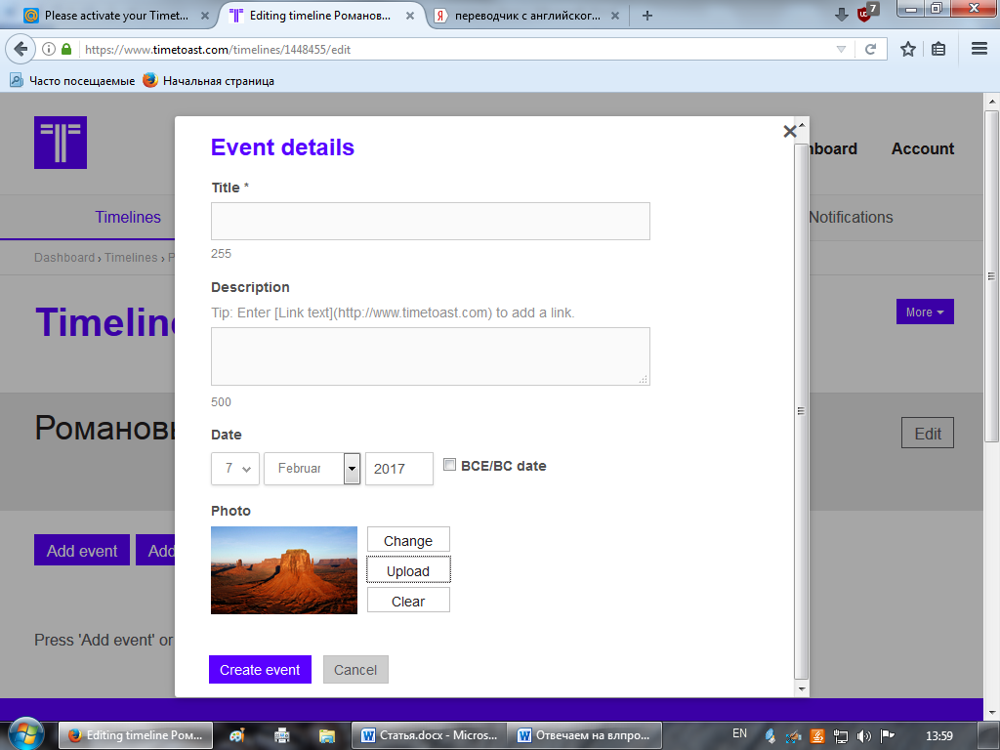 Please activate your Timet...
Editing timeline Романов...
переводчик с английског...
7
https://www.timetoast.com/timelines/1448455/edit
Часто посещаемые
Начальная страница
Event details
Account
Title *
Timelines
Notifications
255
Dashboard › Timelines ›
Description
Tip: Enter [Link text](http://www.timetoast.com) to add a link.
More
500
Edit
Date
7
2017
BCE/BC date
Photo
Change
Add event
Add
Upload
Clear
Press 'Add event' or
Create event
Cancel
Editing timeline Ром...
Статья.docx - Micros...
Отвечаем на влпро...
EN
13:59